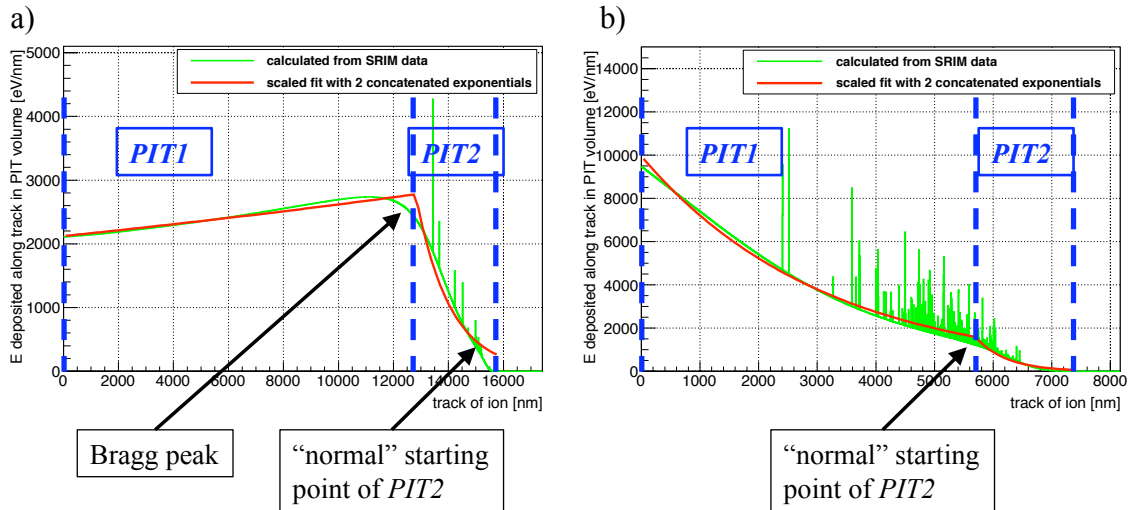 a)
E deposited along track in PIT volume [eV/nm]
5000
4000
3000
2000
1000
0
calculated from SRIM data
scaled fit with 2 concatenated exponentials
PIT1
PIT2
0 2000 4000 6000 8000 10000 12000 14000 16000
track of ion [nm]
Bragg peak
“normal” starting
point of PIT2
b)
E deposited along track in PIT volume [eV/nm]
14000
12000
10000
8000
6000
4000
2000
0
calculated from SRIM data
scaled fit with 2 concatenated exponentials
PIT1
PIT2
0 1000 2000 3000 4000 5000 6000 7000 8000
track of ion [nm]
“normal” starting
point of PIT2